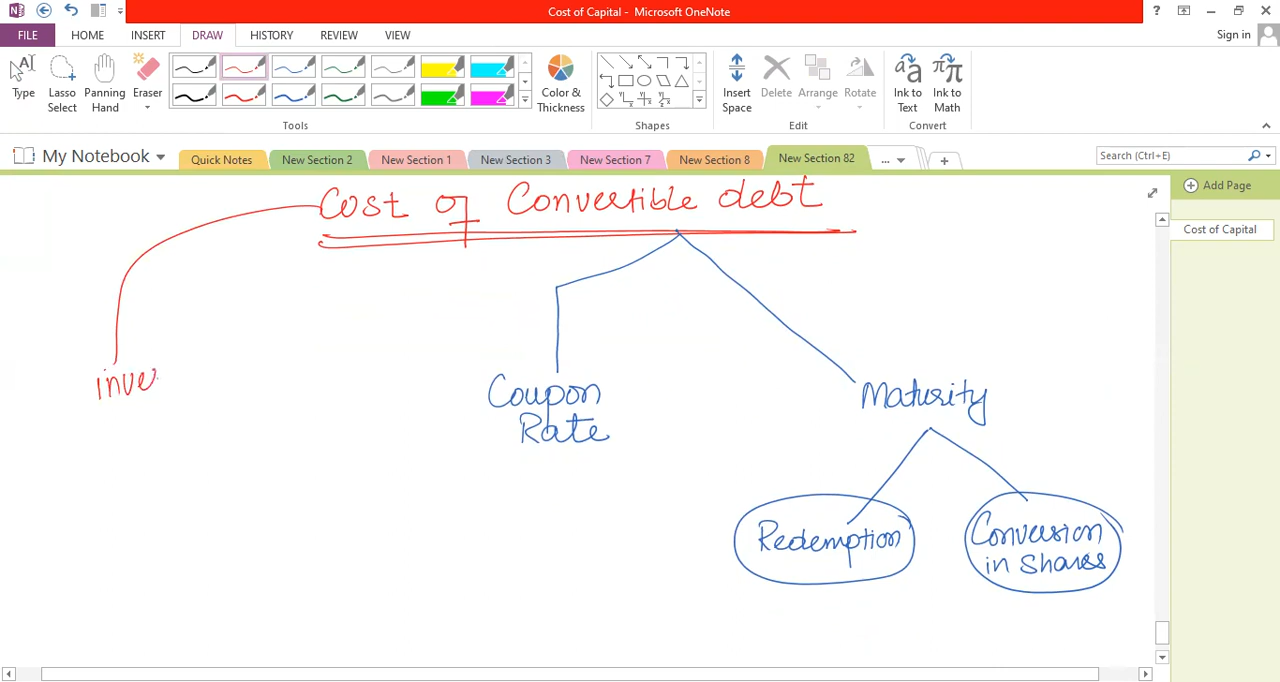 Cost of Capital - Microsoft OneNote
?
FILE HOME INSERT DRAW HISTORY REVIEW VIEW
Sign in
Type
Lasso Select
Panning Hand
Eraser
Color & Thickness
Insert Space
Delete
Arrange
Rotate
Ink to Text
Ink to Math
Tools
Shapes
Edit
Convert
My Notebook
Quick Notes
New Section 2
New Section 1
New Section 3
New Section 7
New Section 8
New Section 82
...
Search (Ctrl+E)
Add Page
Cost of Capital
Cost of Convertible debt
inve
Coupon
Rate
Maturity
Redemption
Conversion
in Shares